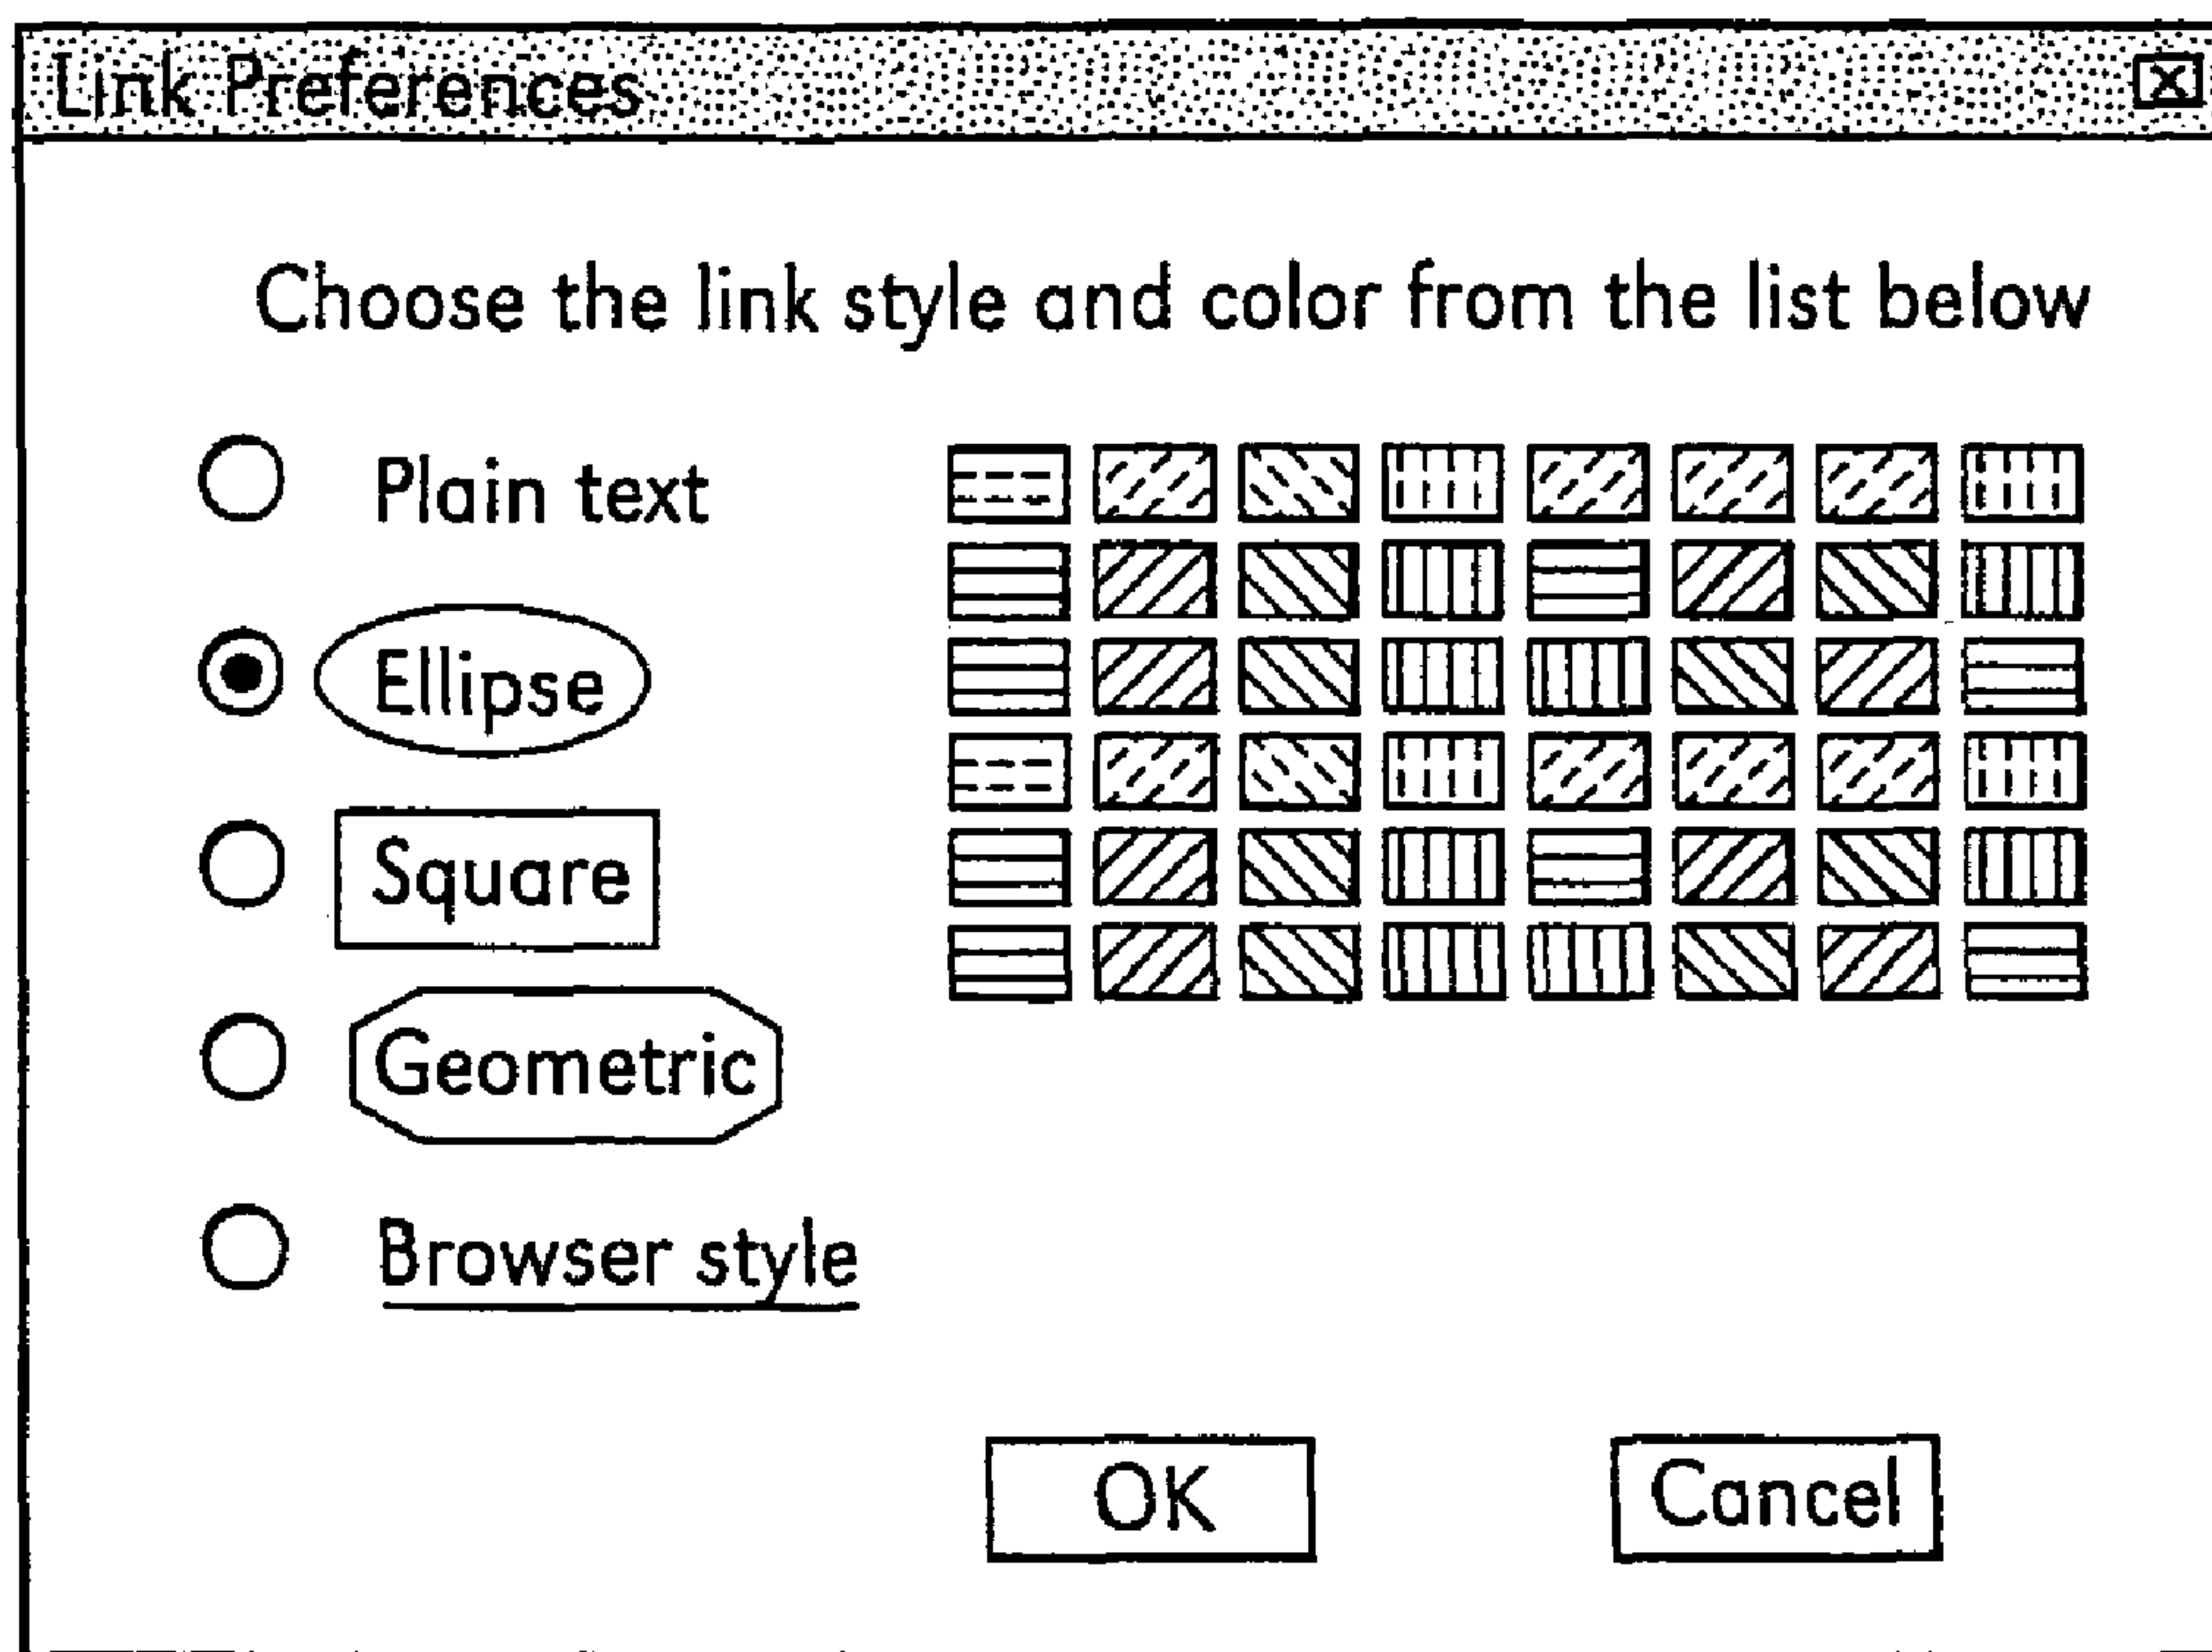 Link Preferences
Choose the link style and color from the list below
Plain text
Ellipse
Square
Geometric
Browser style
OK
Cancel